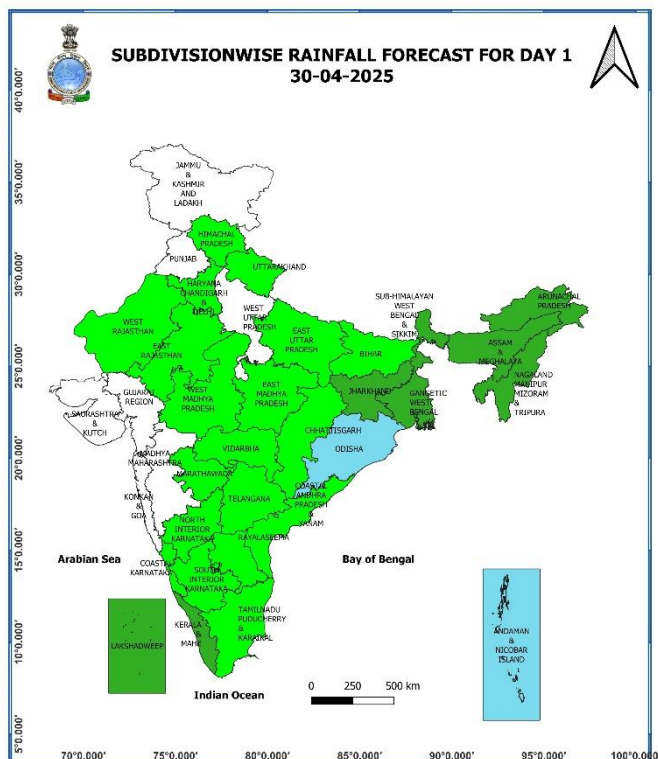 SUBDIVISIONWISE RAINFALL FORECAST FOR DAY 1
30-04-2025
40°0.000'
35°0.000'
30°0.000'
25°0.000'
20°0.000'
15°0.000'
10°0.000'
5°0.000'
JAMMU
&
KASHMIR
AND
LADAKH
HIMACHAL
PRADESH
PUNJAB
UTTARAKHAND
HARYANA
CHANDIGARH
&
DELHI
WEST
UTTAR
PRADESH
SUB-HIMALAYAN
WEST
BENGAL
&
SIKKIM
ARUNACHAL
PRADESH
WEST
RAJASTHAN
EAST
RAJASTHAN
EAST
UTTAR
PRADESH
BIHAR
ASSAM
&
MEGHALAYA
NAGALAND
MANIPUR
MIZORAM
&
TRIPURA
GUJARAT
REGION
SAURASHTRA
&
KUTCH
WEST
MADHYA
PRADESH
EAST
MADHYA
PRADESH
JHARKHAND
GANGETIC
WEST
BENGAL
CHHATTISGARH
ODISHA
VIDARBHA
MADHYA
MAHARASHTRA
MARATHAWADA
KONKAN
&
GOA
TELANGANA
COASTAL
ANDHRA
PRADESH
&
YANAM
NORTH
INTERIOR
KARNATAKA
RAYALASEEMA
Arabian Sea
Bay of Bengal
COASTAL
KARNATAKA
SOUTH
INTERIOR
KARNATAKA
TAMILNADU
PUDUCHERRY
&
KARAIKAL
KERALA
&
MAHE
LAKSHADWEEP
ANDAMAN
&
NICOBAR
ISLAND
Indian Ocean
0 250 500 km
70°0.000' 75°0.000' 80°0.000' 85°0.000' 90°0.000' 95°0.000' 100°0.000'